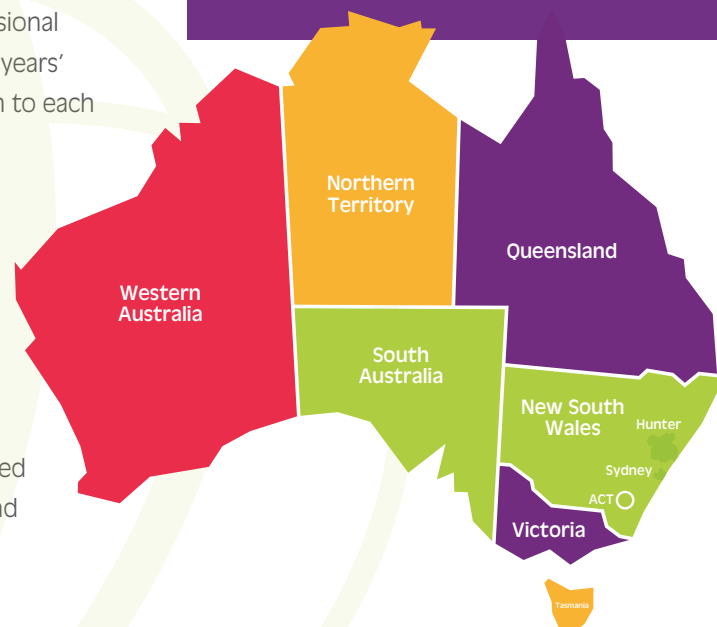 sional
years'
n to each
ed
nd
Northern
Territory
Queensland
Western
Australia
South
Australia
New South
Wales
Hunter
Sydney
ACT
Victoria
Tasmania